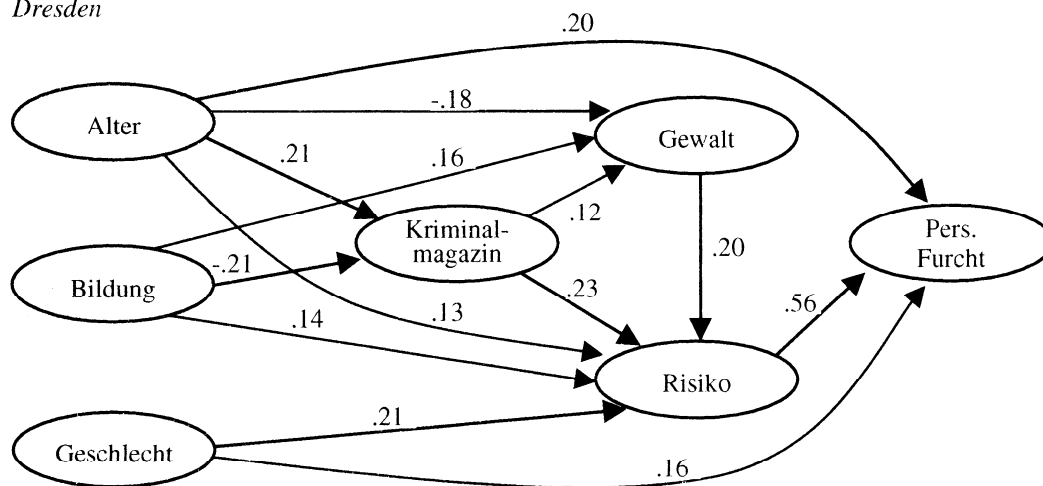 Dresden
.20
Alter
-.18
Gewalt
.21
.16
.12
Kriminal-
magazin
Pers.
Furcht
.20
Bildung
-.21
.23
.14
.13
.56
Risiko
Geschlecht
.21
.16